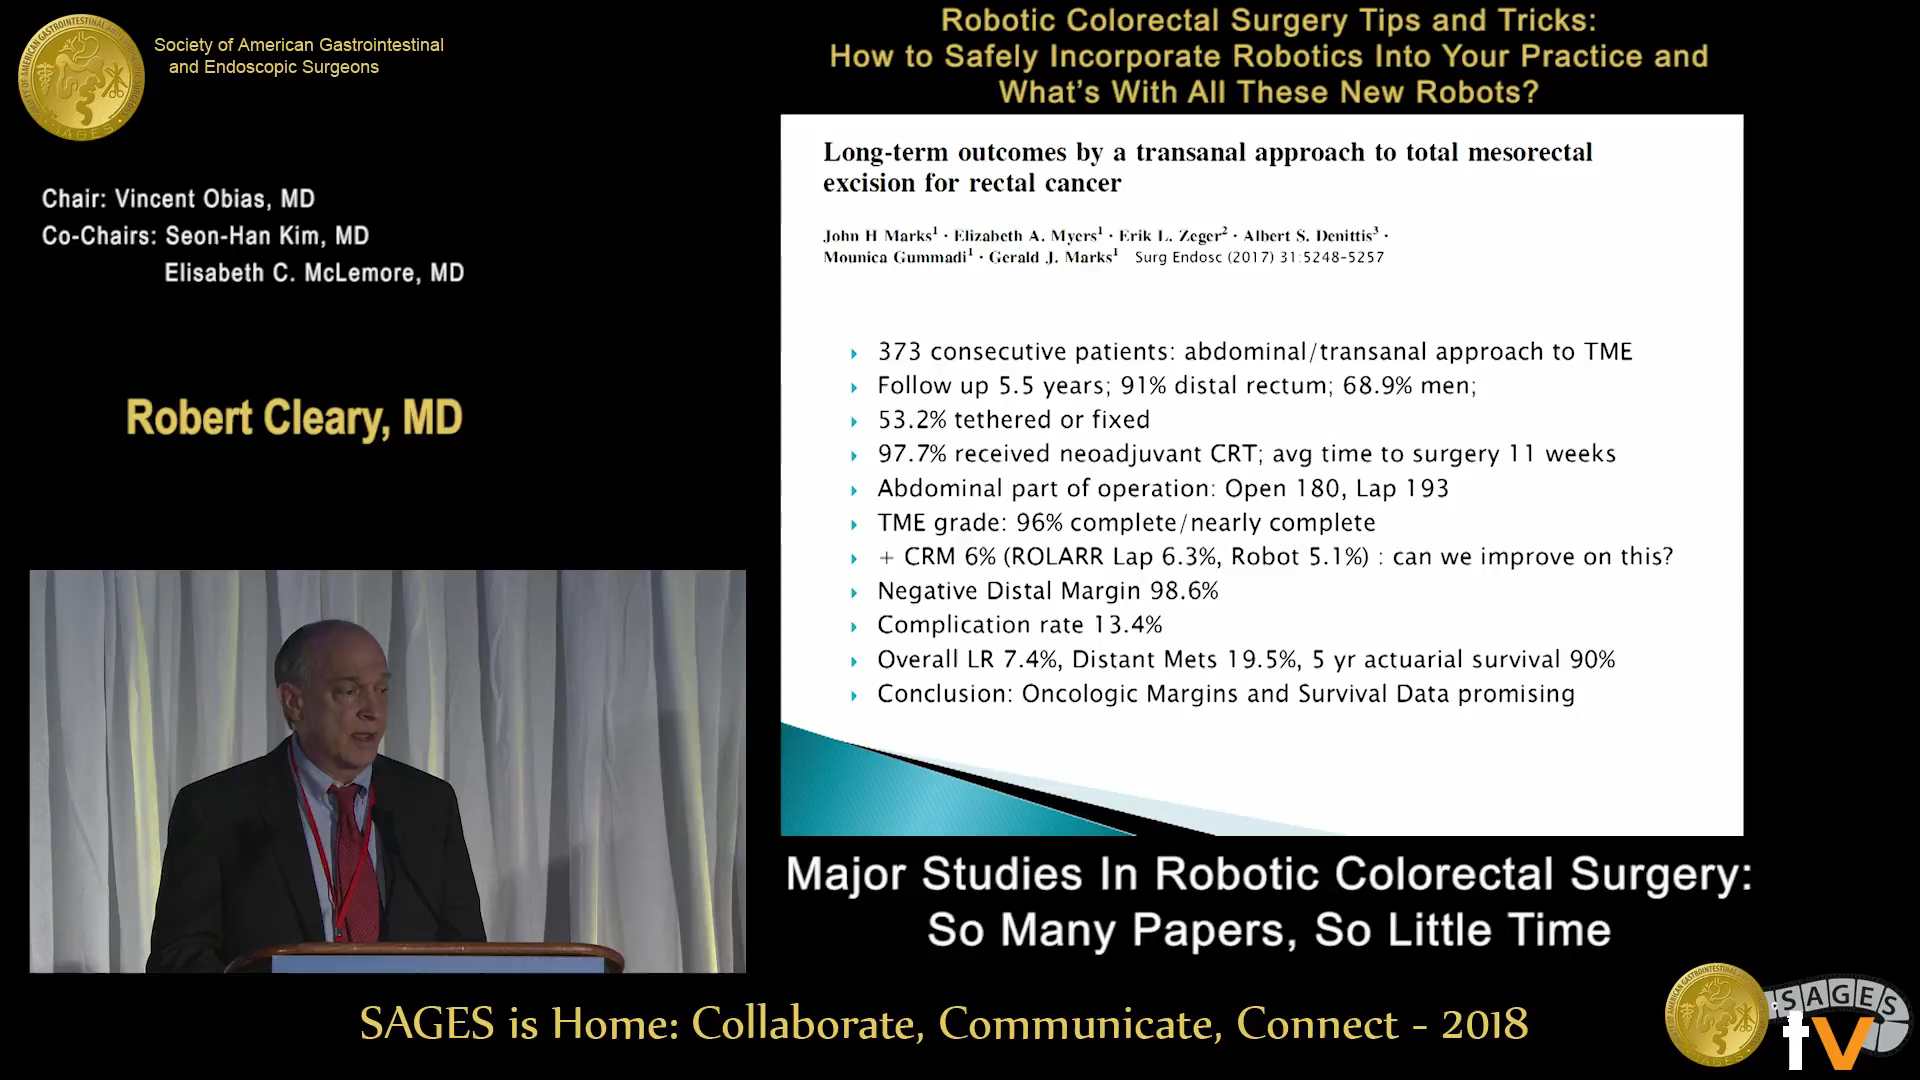 Society of American Gastrointestinal
and Endoscopic Surgeons
Chair: Vincent Obias, MD
Co-Chairs: Seon-Han Kim, MD
Elisabeth C. McLemore, MD
Robert Cleary, MD
Robotic Colorectal Surgery Tips and Tricks:
How to Safely Incorporate Robotics Into Your Practice and
What's With All These New Robots?
Long-term outcomes by a transanal approach to total mesorectal
excision for rectal cancer
John H Marks¹ · Elizabeth A. Myers¹ · Erik L. Zeger² · Albert S. Denittis³ ·
Mounica Gummadi¹ · Gerald J. Marks¹ Surg Endosc (2017) 31:5248-5257
373 consecutive patients: abdominal/transanal approach to TME
Follow up 5.5 years; 91% distal rectum; 68.9% men;
53.2% tethered or fixed
97.7% received neoadjuvant CRT; avg time to surgery 11 weeks
Abdominal part of operation: Open 180, Lap 193
TME grade: 96% complete/nearly complete
+ CRM 6% (ROLARR Lap 6.3%, Robot 5.1%) : can we improve on this?
Negative Distal Margin 98.6%
Complication rate 13.4%
Overall LR 7.4%, Distant Mets 19.5%, 5 yr actuarial survival 90%
Conclusion: Oncologic Margins and Survival Data promising
Major Studies In Robotic Colorectal Surgery:
So Many Papers, So Little Time
SAGES is Home: Collaborate, Communicate, Connect - 2018
SAGES
tv